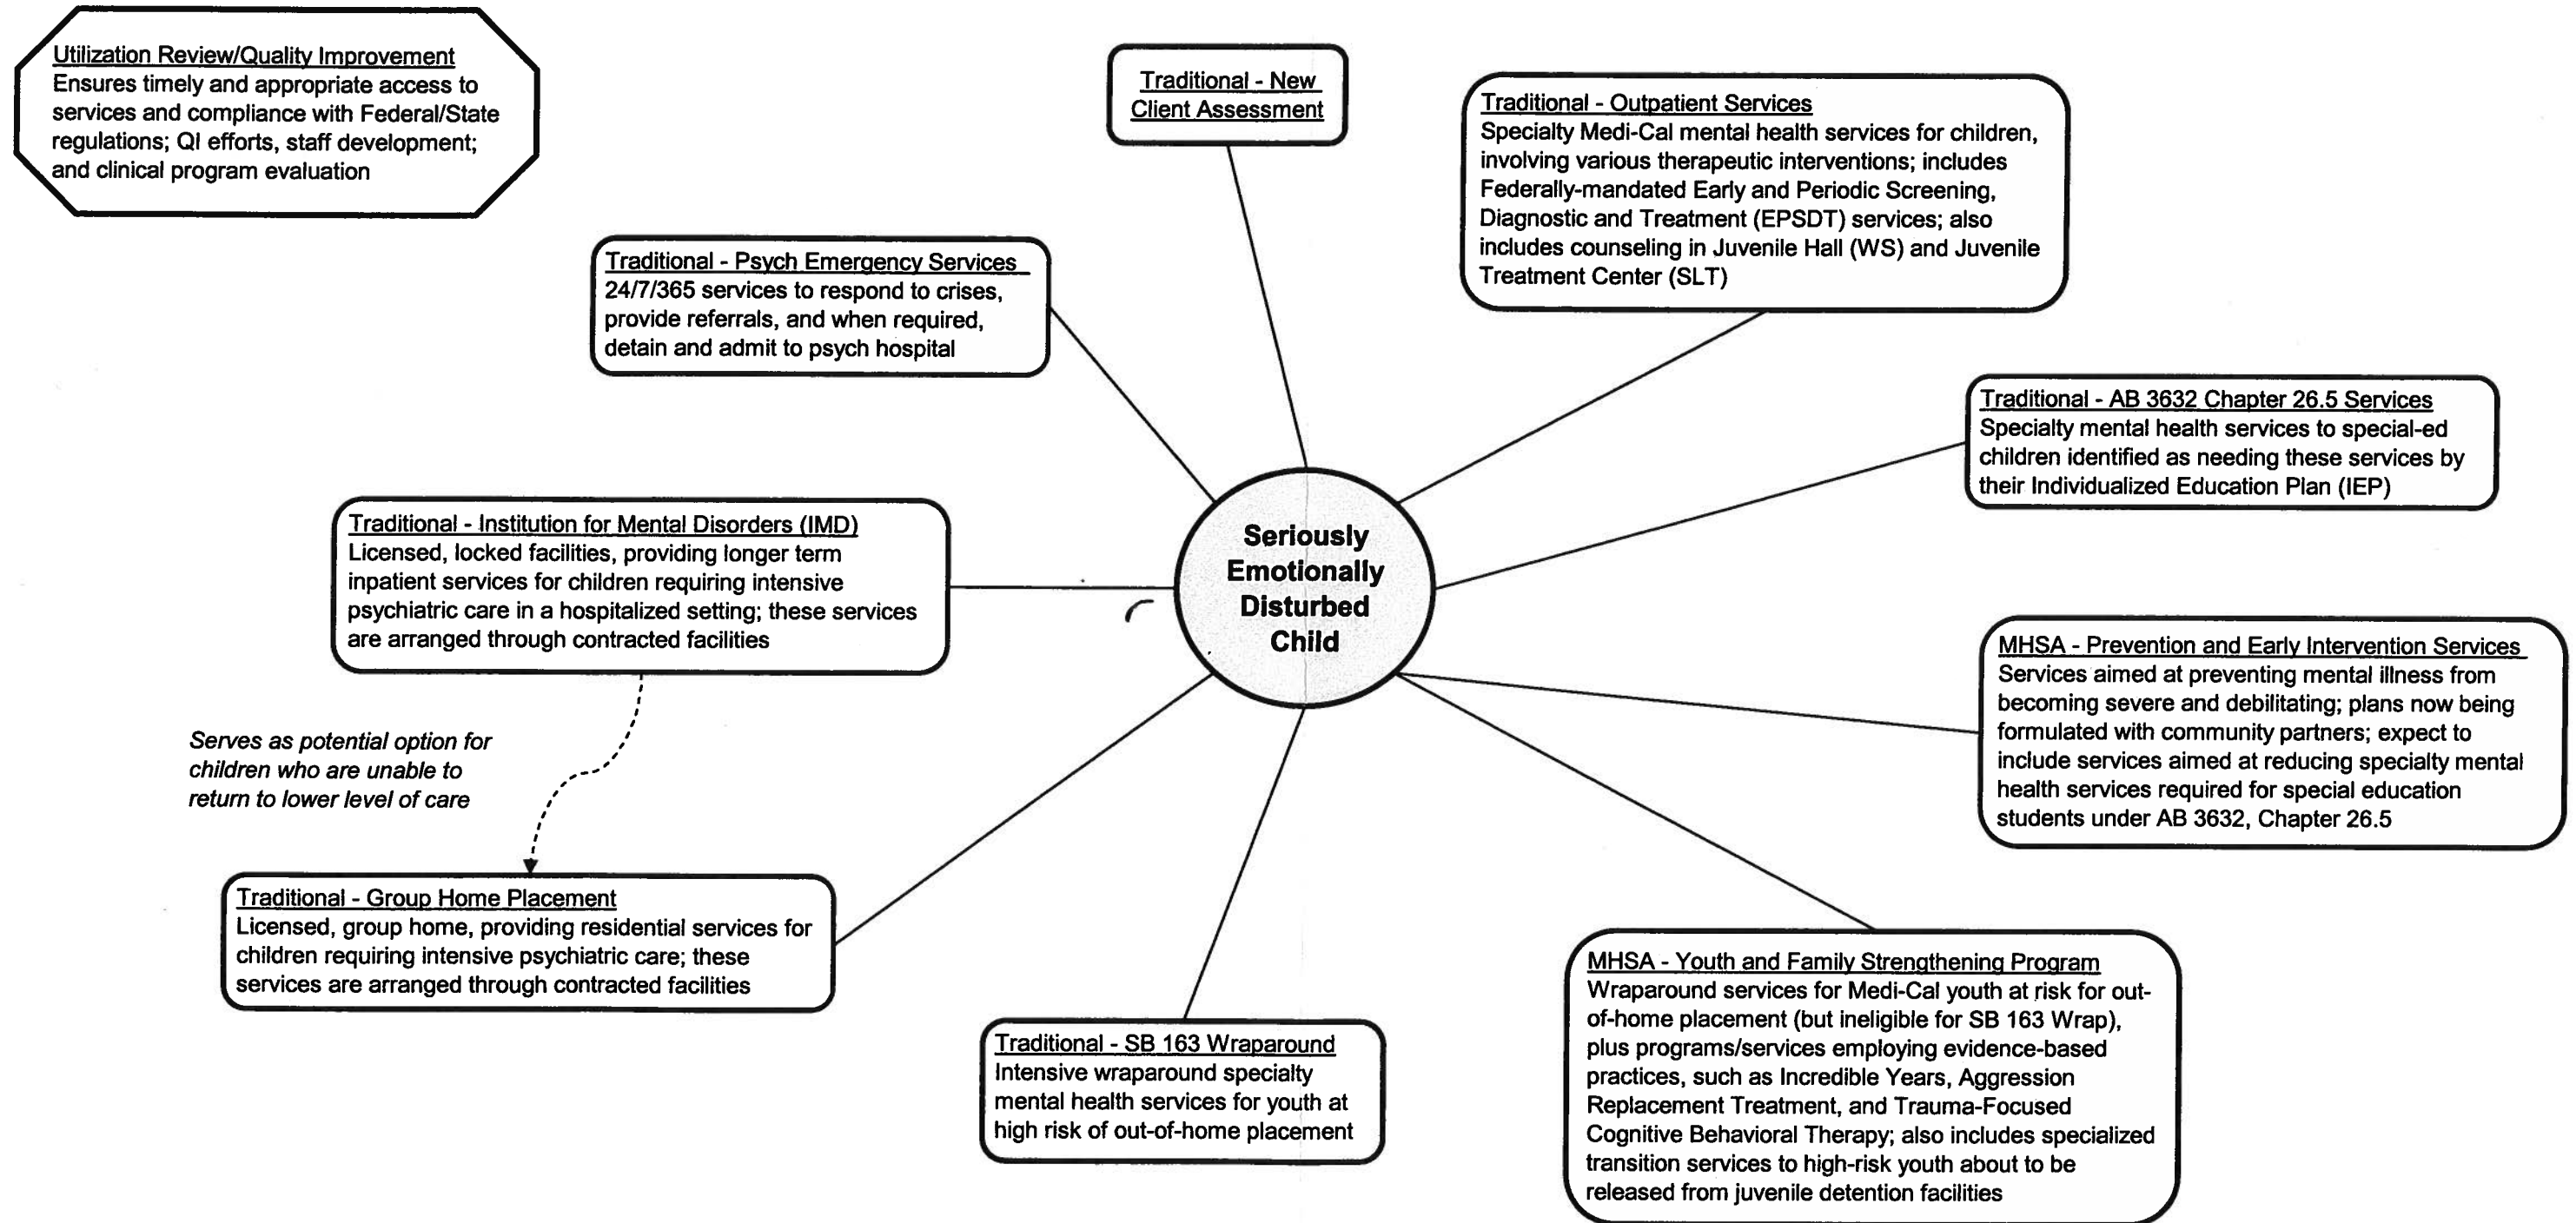 Utilization Review/Quality Improvement
Ensures timely and appropriate access to
services and compliance with Federal/State
regulations; QI efforts, staff development;
and clinical program evaluation
Traditional - New
Client Assessment
Traditional - Outpatient Services
Specialty Medi-Cal mental health services for children,
involving various therapeutic interventions; includes
Federally-mandated Early and Periodic Screening,
Diagnostic and Treatment (EPSDT) services; also
includes counseling in Juvenile Hall (WS) and Juvenile
Treatment Center (SLT)
Traditional - Psych Emergency Services
24/7/365 services to respond to crises,
provide referrals, and when required,
detain and admit to psych hospital
Traditional - AB 3632 Chapter 26.5 Services
Specialty mental health services to special-ed
children identified as needing these services by
their Individualized Education Plan (IEP)
Traditional - Institution for Mental Disorders (IMD)
Licensed, locked facilities, providing longer term
inpatient services for children requiring intensive
psychiatric care in a hospitalized setting; these services
are arranged through contracted facilities
Seriously
Emotionally
Disturbed
Child
MHSA - Prevention and Early Intervention Services
Services aimed at preventing mental illness from
becoming severe and debilitating; plans now being
formulated with community partners; expect to
include services aimed at reducing specialty mental
health services required for special education
students under AB 3632, Chapter 26.5
Serves as potential option for
children who are unable to
return to lower level of care
Traditional - Group Home Placement
Licensed, group home, providing residential services for
children requiring intensive psychiatric care; these
services are arranged through contracted facilities
Traditional - SB 163 Wraparound
Intensive wraparound specialty
mental health services for youth at
high risk of out-of-home placement
MHSA - Youth and Family Strengthening Program
Wraparound services for Medi-Cal youth at risk for out-
of-home placement (but ineligible for SB 163 Wrap),
plus programs/services employing evidence-based
practices, such as Incredible Years, Aggression
Replacement Treatment, and Trauma-Focused
Cognitive Behavioral Therapy; also includes specialized
transition services to high-risk youth about to be
released from juvenile detention facilities